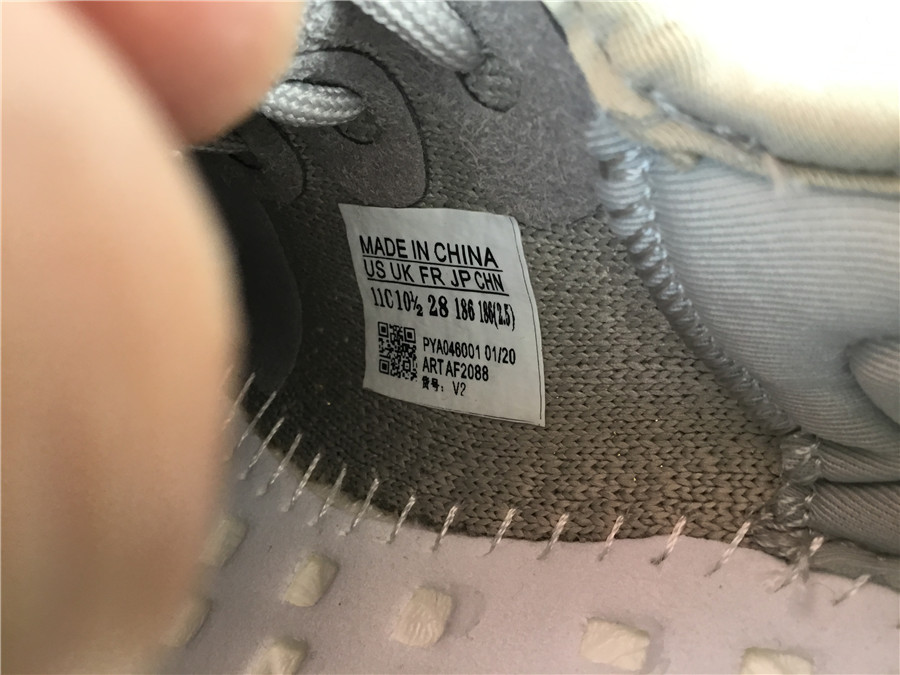 MADE IN CHINA
US UK FR JP CHN
11C 10½ 28 186 186(2.5)
PYA046001 01/20
ART AF2088
货号: V2